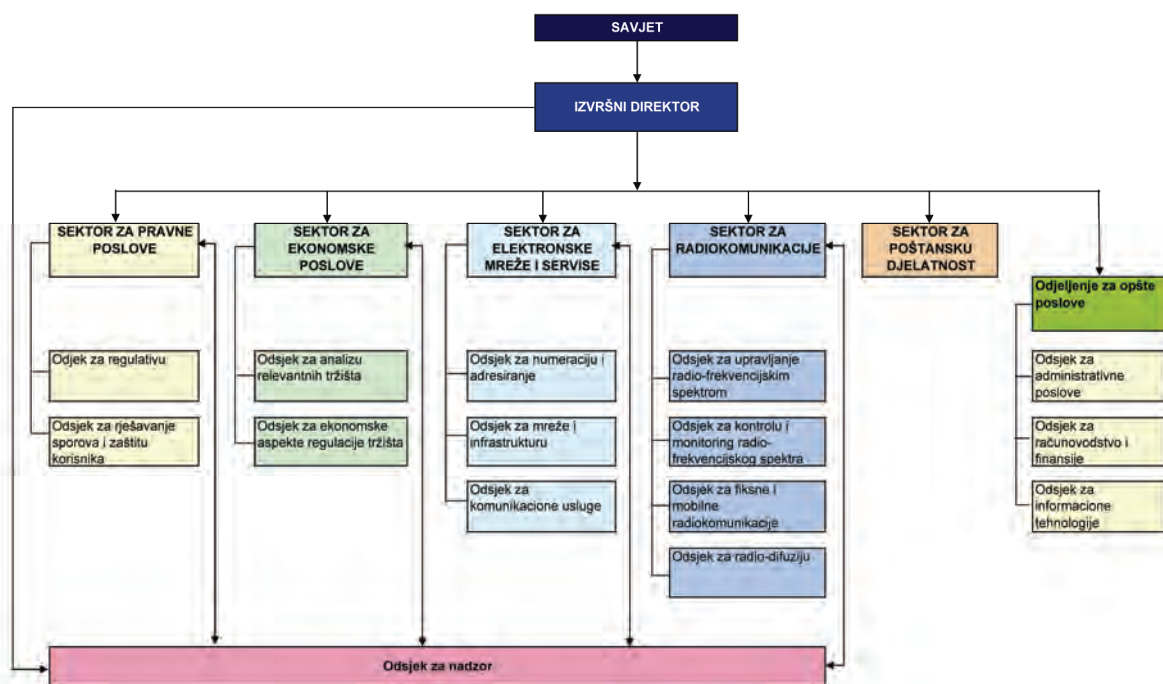 SAVJET
IZVRŠNI DIREKTOR
SEKTOR ZA PRAVNE
POSLOVE
SEKTOR ZA
EKONOMSKE
POSLOVE
SEKTOR ZA
ELEKTRONSKE
MREŽE I SERVISE
SEKTOR ZA
RADIOKOMUNIKACIJE
SEKTOR ZA
POŠTANSKU
DJELATNOST
Odjeljenje za opšte
poslove
Odjek za regulativu
Odsjek za rješavanje
sporova i zaštitu
korisnika
Odsjek za analizu
relevantnih tržišta
Odsjek za ekonomske
aspekte regulacije tržišta
Odsjek za numeraciju i
adresiranje
Odsjek za mreže i
infrastrukturu
Odsjek za
komunikacione usluge
Odsjek za upravljanje
radio-frekvencijskim
spektrom
Odsjek za kontrolu i
monitoring radio-
frekvencijskog spektra
Odsjek za fiksne i
mobilne
radiokomunikacije
Odsjek za radio-difuziju
Odsjek za
administrativne
poslove
Odsjek za
računovodstvo i
finansije
Odsjek za
informacione
tehnologije
Odsjek za nadzor